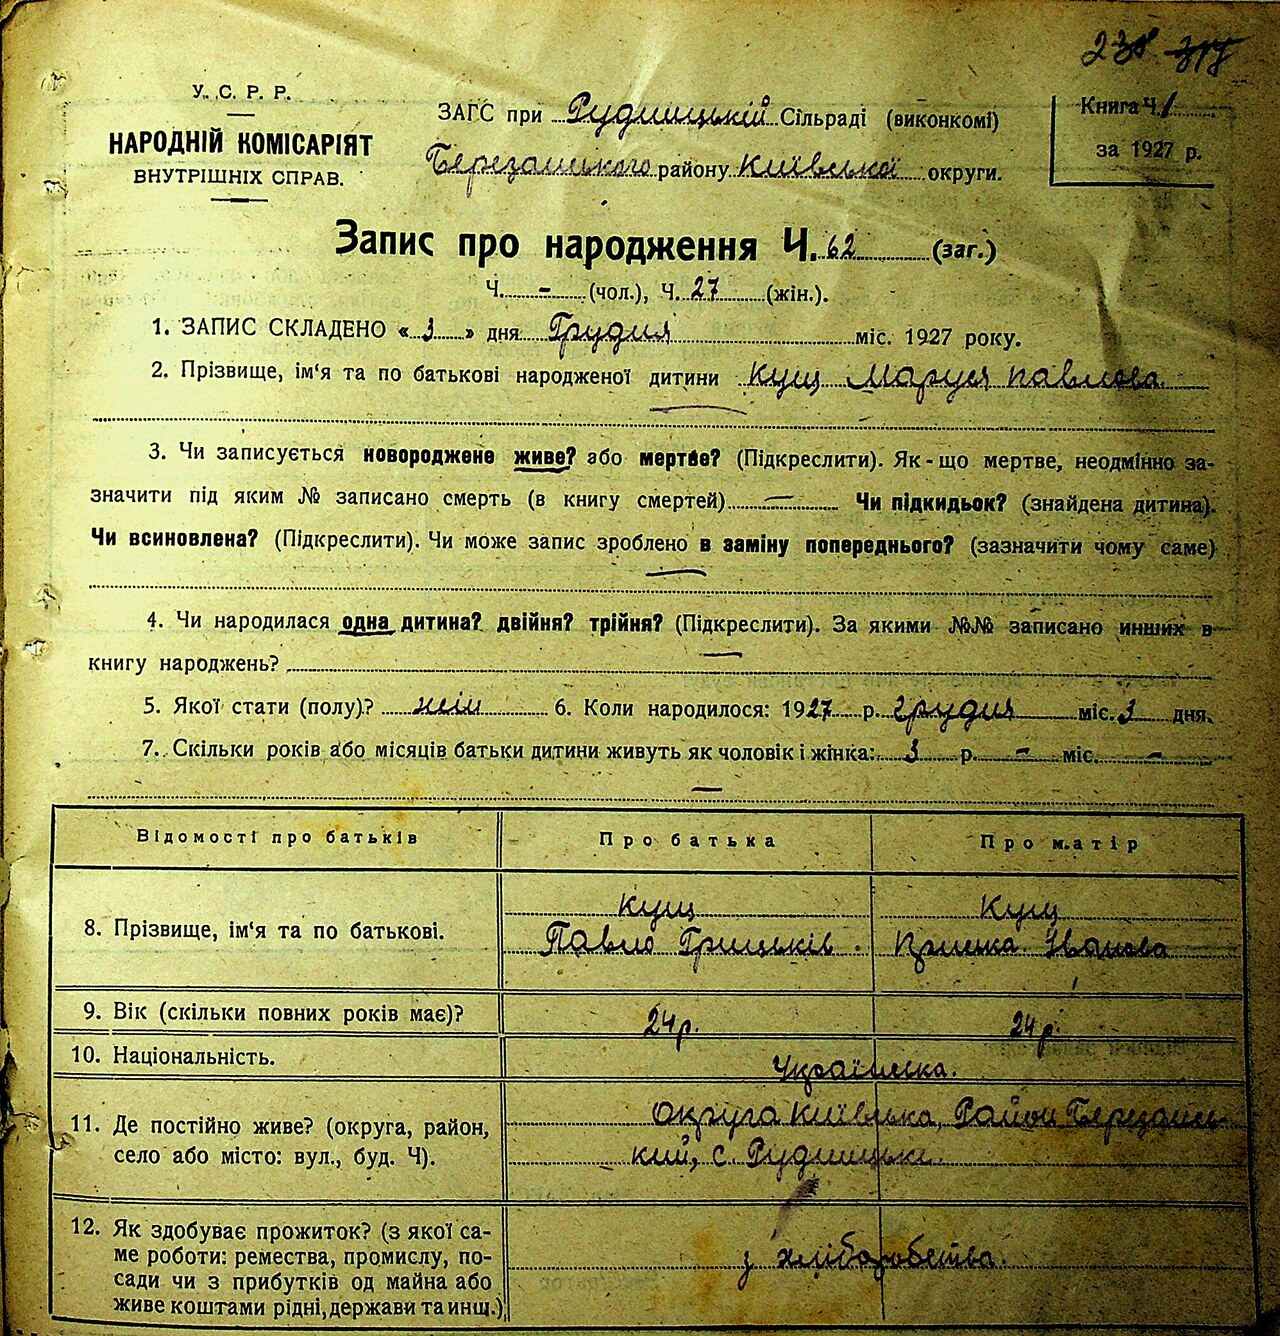 238 317
У. С. Р. Р.
НАРОДНІЙ КОМІСАРІЯТ
ВНУТРІШНІХ СПРАВ.
ЗАГС при Рудницькій Сільраді (виконкомі)
Березанського району Київської округи.
Книга Ч. 1
за 1927 р.
Запис про народження Ч. 62 (заг.)
Ч. - (чол.), Ч. 27 (жін.).
1. ЗАПИС СКЛАДЕНО «3» дня Грудня міс. 1927 року.
2. Прізвище, ім'я та по батькові народженої дитини Кущ Маруся Павлова.
3. Чи записується новороджене живе? або мертве? (Підкреслити). Як-що мертве, неодмінно за-
значити під яким № записано смерть (в книгу смертей) — Чи підкидьок? (знайдена дитина).
Чи всиновлена? (Підкреслити). Чи може запис зроблено в заміну попереднього? (зазначити чому саме)
4. Чи народилася одна дитина? двійня? трійня? (Підкреслити). За якими №№ записано инших в
книгу народжень?
5. Якої стати (полу)? жін 6. Коли народилося: 1927 р. грудня міс. 3 дня.
7. Скільки років або місяців батьки дитини живуть як чоловік і жінка: 3 р. - міс. -
Відомості про батьків Про батька Про матір
8. Прізвище, ім'я та по батькові. Кущ Павло Грицьків. Кущ Іванова
9. Вік (скільки повних років має)? 24 р. 24 р.
10. Національність. Українська.
11. Де постійно живе? (округа, район, Округа Київська, Район Березансь-
село або місто: вул., буд. Ч). кий, с. Рудницьке.
12. Як здобуває прожиток? (з якої са-
ме роботи: ремества, промислу, по-
сади чи з прибутків од майна або з хліборобства.
живе коштами рідні, держави та инш.)